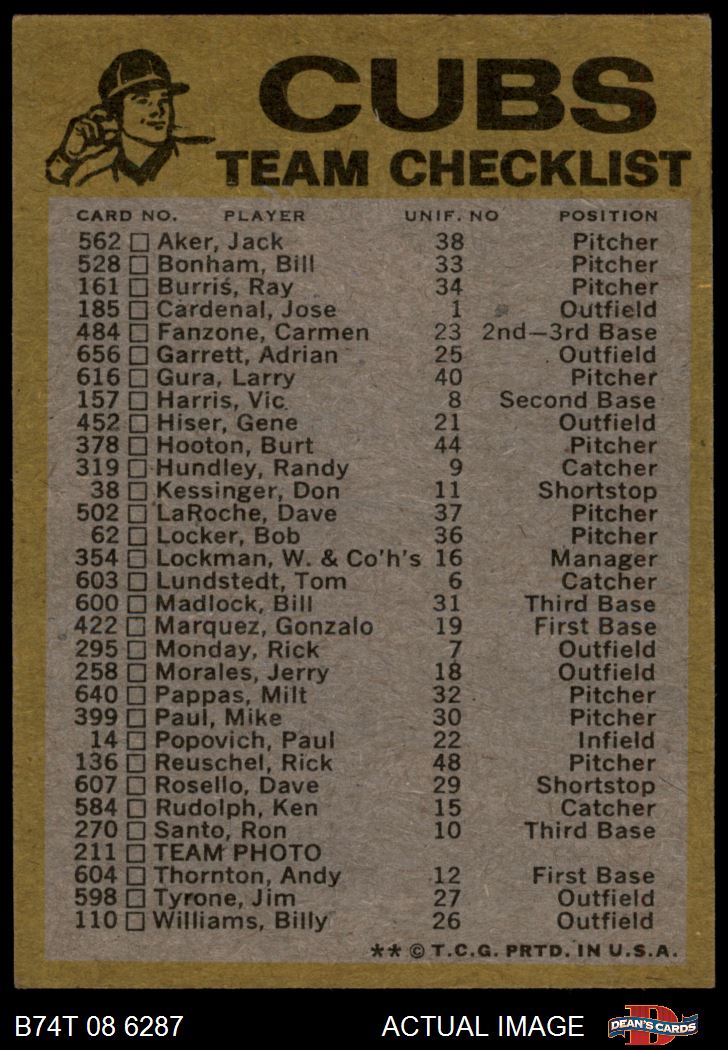 CUBS
TEAM CHECKLIST
CARD NO. PLAYER UNIF. NO POSITION
562 Aker, Jack 38 Pitcher
528 Bonham, Bill 33 Pitcher
161 Burris, Ray 34 Pitcher
185 Cardenal, Jose 1 Outfield
484 Fanzone, Carmen 23 2nd—3rd Base
656 Garrett, Adrian 25 Outfield
616 Gura, Larry 40 Pitcher
157 Harris, Vic 8 Second Base
452 Hiser, Gene 21 Outfield
378 Hooton, Burt 44 Pitcher
319 Hundley, Randy 9 Catcher
38 Kessinger, Don 11 Shortstop
502 LaRoche, Dave 37 Pitcher
62 Locker, Bob 36 Pitcher
354 Lockman, W. & Co'h's 16 Manager
603 Lundstedt, Tom 6 Catcher
600 Madlock, Bill 31 Third Base
422 Marquez, Gonzalo 19 First Base
295 Monday, Rick 7 Outfield
258 Morales, Jerry 18 Outfield
640 Pappas, Milt 32 Pitcher
399 Paul, Mike 30 Pitcher
14 Popovich, Paul 22 Infield
136 Reuschel, Rick 48 Pitcher
607 Rosello, Dave 29 Shortstop
584 Rudolph, Ken 15 Catcher
270 Santo, Ron 10 Third Base
211 TEAM PHOTO
604 Thornton, Andy 12 First Base
598 Tyrone, Jim 27 Outfield
110 Williams, Billy 26 Outfield
** © T.C.G. PRTD. IN U.S.A.
B74T 08 6287 ACTUAL IMAGE D DEAN'S CARDS